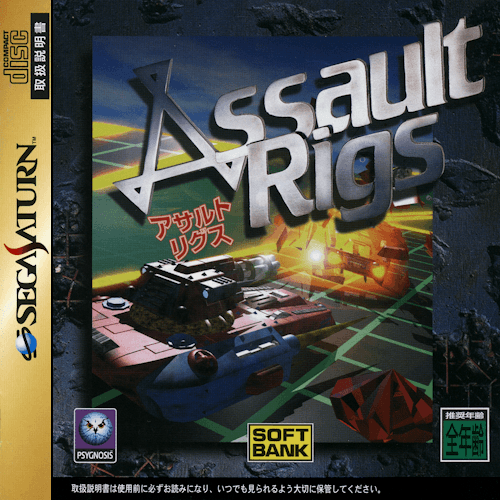 COMPACT
disc
取扱説明書
SEGA SATURN™
Assault
Rigs
アサルト
リグス
PSYGNOSIS
SOFT
BANK
推奨年齢
全年齢
取扱説明書は使用前に必ずお読みになり、いつでも見られるよう大切に保管してください。